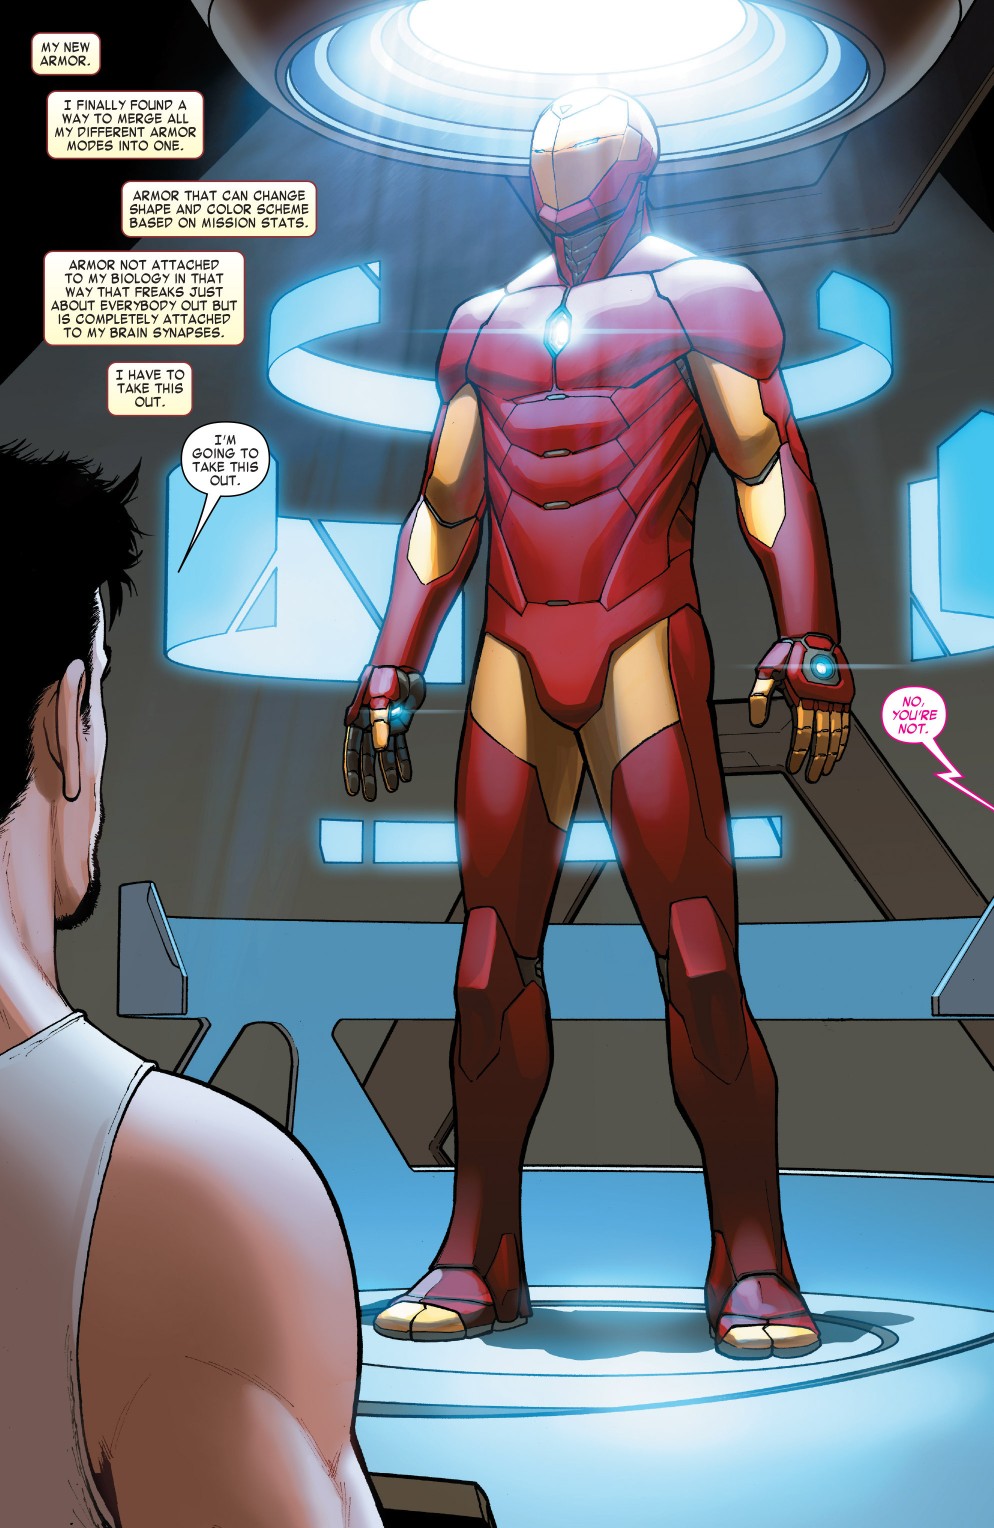 MY NEW
ARMOR.
I FINALLY FOUND A
WAY TO MERGE ALL
MY DIFFERENT ARMOR
MODES INTO ONE.
ARMOR THAT CAN CHANGE
SHAPE AND COLOR SCHEME
BASED ON MISSION STATS.
ARMOR NOT ATTACHED
TO MY BIOLOGY IN THAT
WAY THAT FREAKS JUST
ABOUT EVERYBODY OUT BUT
IS COMPLETELY ATTACHED
TO MY BRAIN SYNAPSES.
I HAVE TO
TAKE THIS
OUT.
I'M
GOING TO
TAKE THIS
OUT.
NO,
YOU'RE
NOT.